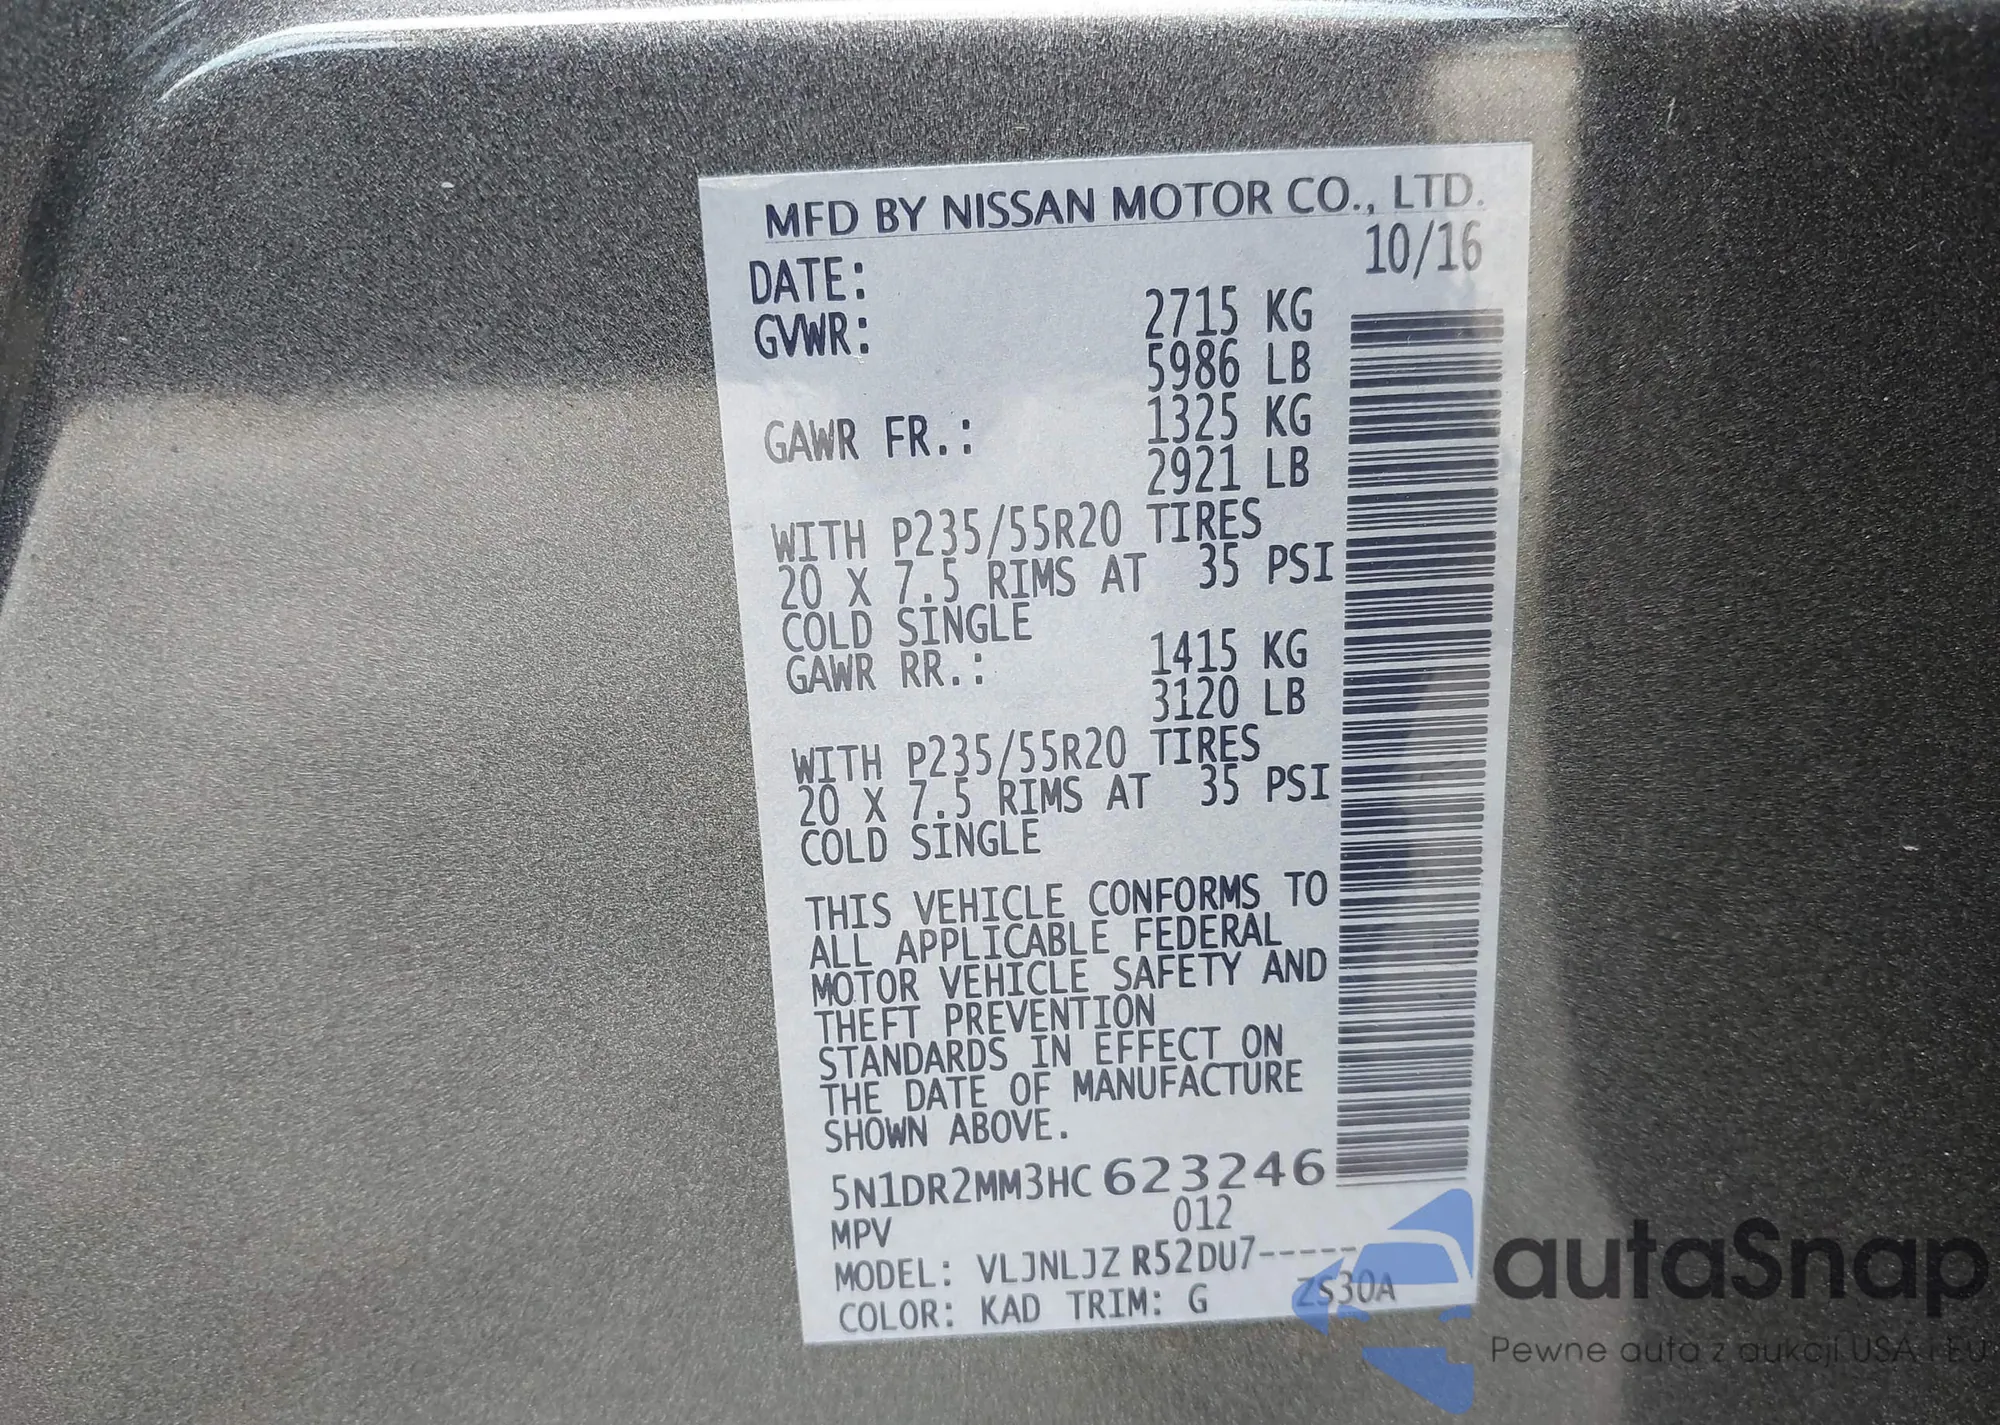 MFD BY NISSAN MOTOR CO., LTD.
DATE: 10/16
GVWR: 2715 KG
5986 LB
GAWR FR.: 1325 KG
2921 LB
WITH P235/55R20 TIRES
20 X 7.5 RIMS AT 35 PSI
COLD SINGLE
GAWR RR.: 1415 KG
3120 LB
WITH P235/55R20 TIRES
20 X 7.5 RIMS AT 35 PSI
COLD SINGLE
THIS VEHICLE CONFORMS TO
ALL APPLICABLE FEDERAL
MOTOR VEHICLE SAFETY AND
THEFT PREVENTION
STANDARDS IN EFFECT ON
THE DATE OF MANUFACTURE
SHOWN ABOVE.
5N1DR2MM3HC623246
MPV 012
MODEL: VLJNLJZ R52DU7-----
COLOR: KAD TRIM: G ZS30A
autaSnap
Pewne auta z aukcji USA i EU